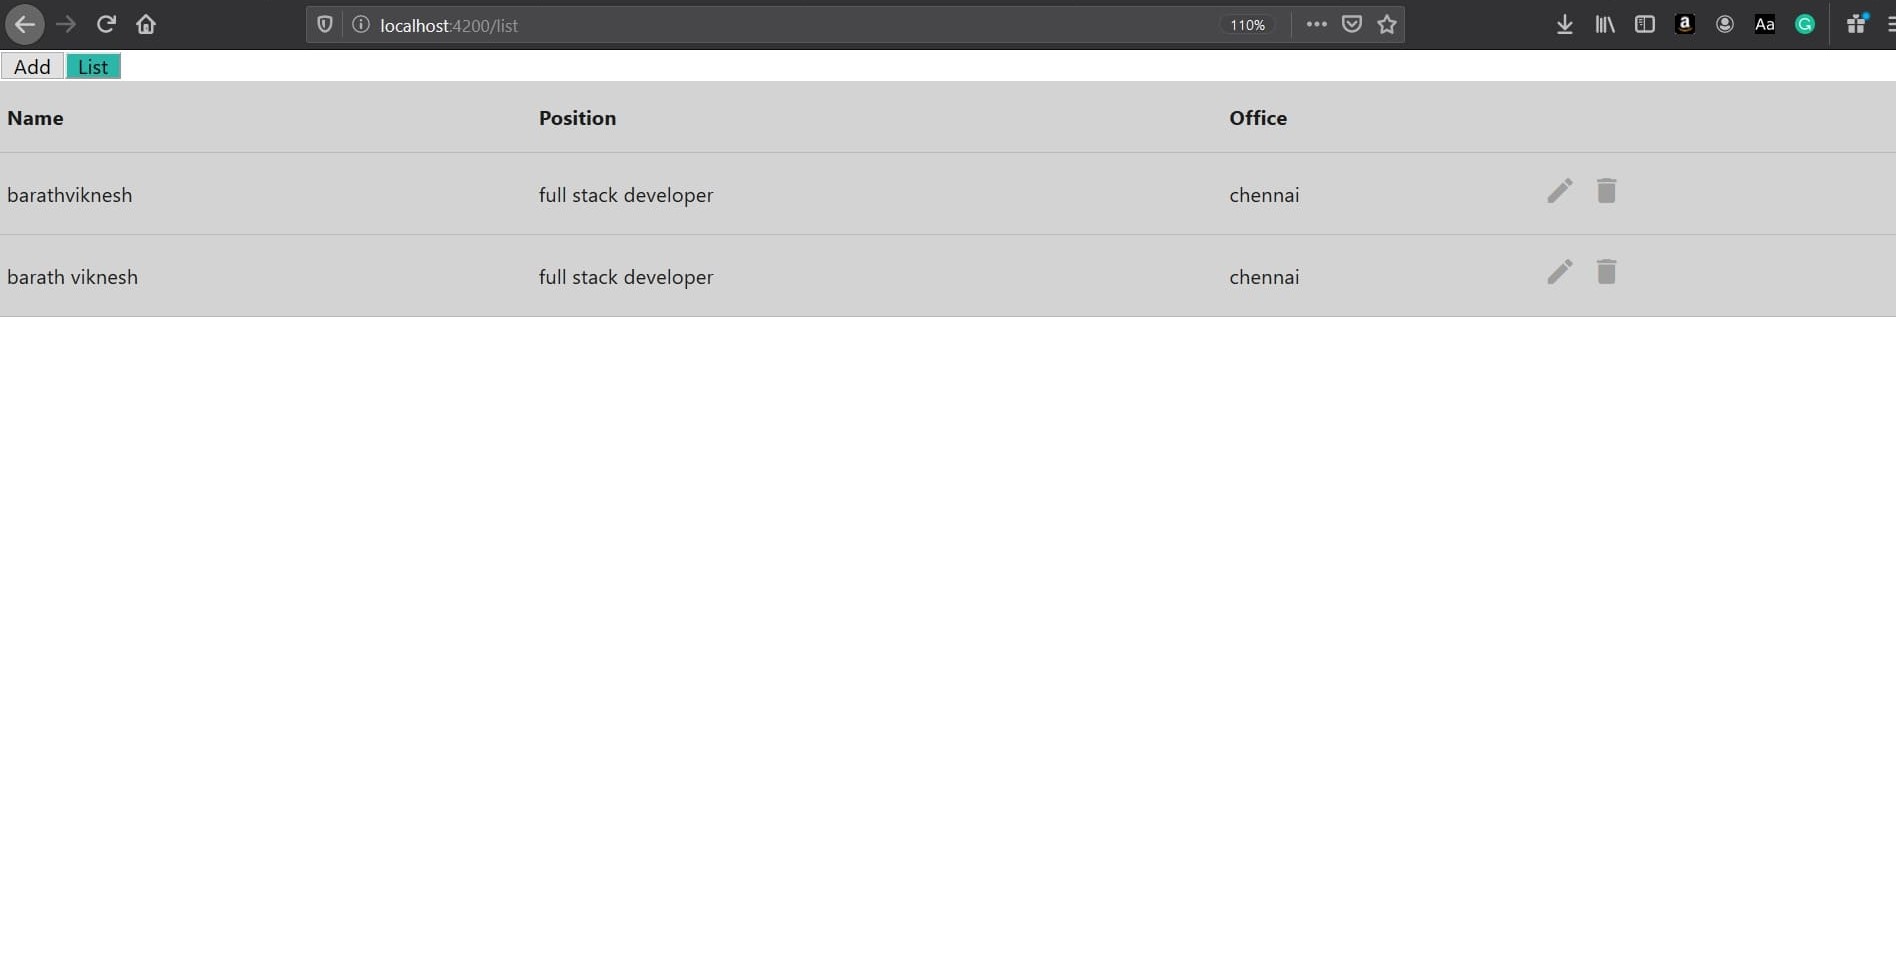 localhost:4200/list 110% a Aa G
Add List
Name Position Office
barathviknesh full stack developer chennai
barath viknesh full stack developer chennai